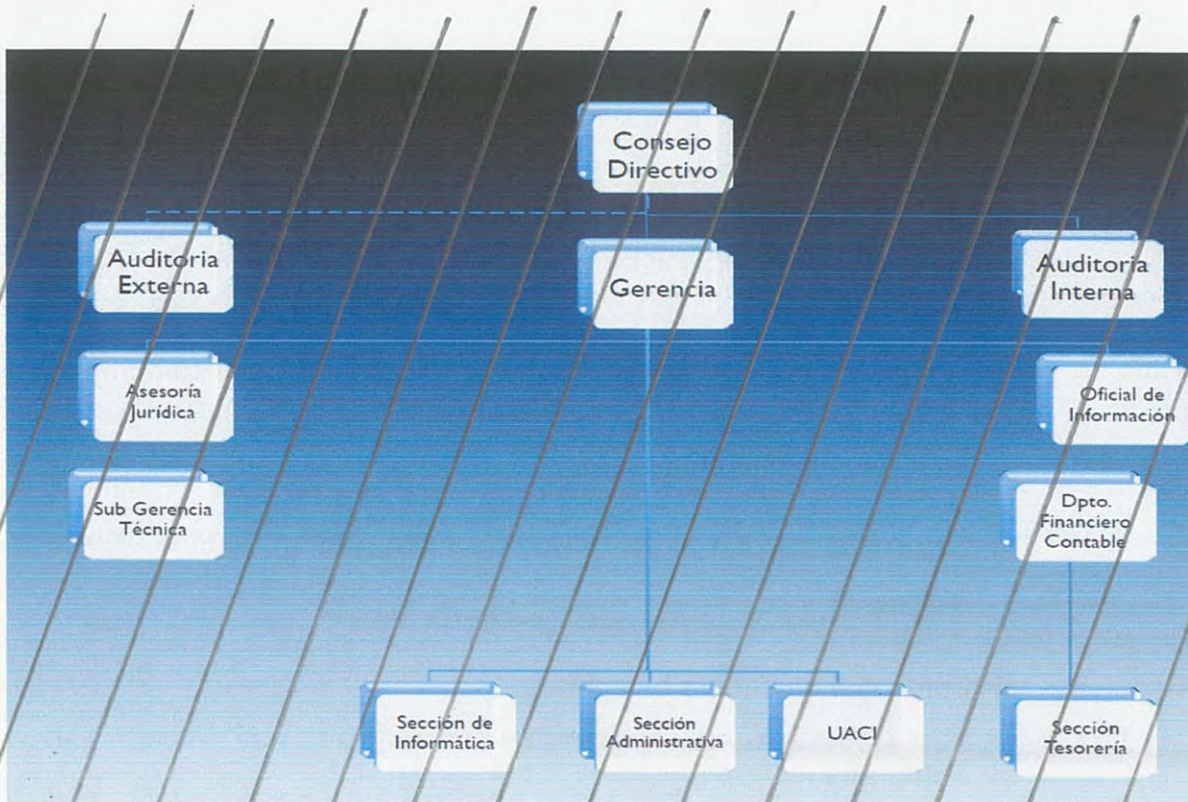 Consejo
Directivo
Auditoria
Externa
Gerencia
Auditoria
Interna
Asesoría
Jurídica
Oficial de
Información
Sub Gerencia
Técnica
Dpto.
Financiero
Contable
Sección de
Informática
Sección
Administrativa
UACI
Sección
Tesorería